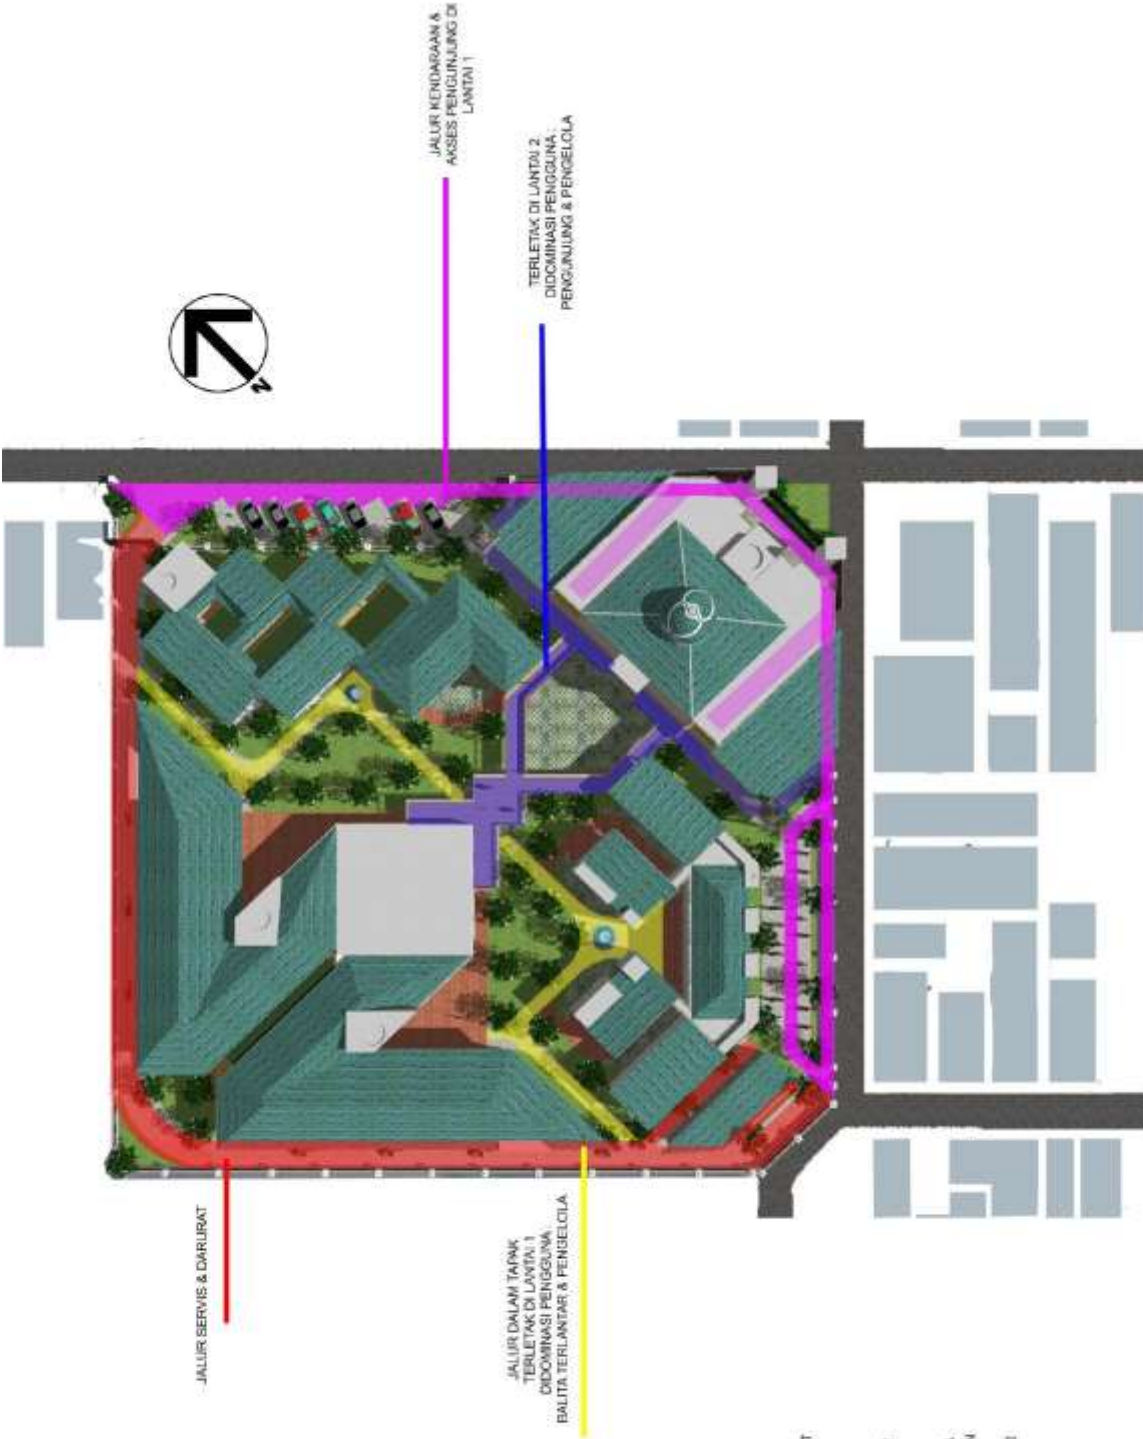 JALUR KENDARAAN &
AKSES PENGUNJUNG DI
LANTAI 1
TERLETAK DI LANTAI 2
DIDOMINASI PENGGUNA :
PENGUNJUNG & PENGELOLA
N
JALUR SERVIS & DARURAT
JALUR DALAM TAPAK
TERLETAK DI LANTAI 1
DIDOMINASI PENGGUNA :
BALITA TERLANTAR & PENGELOLA